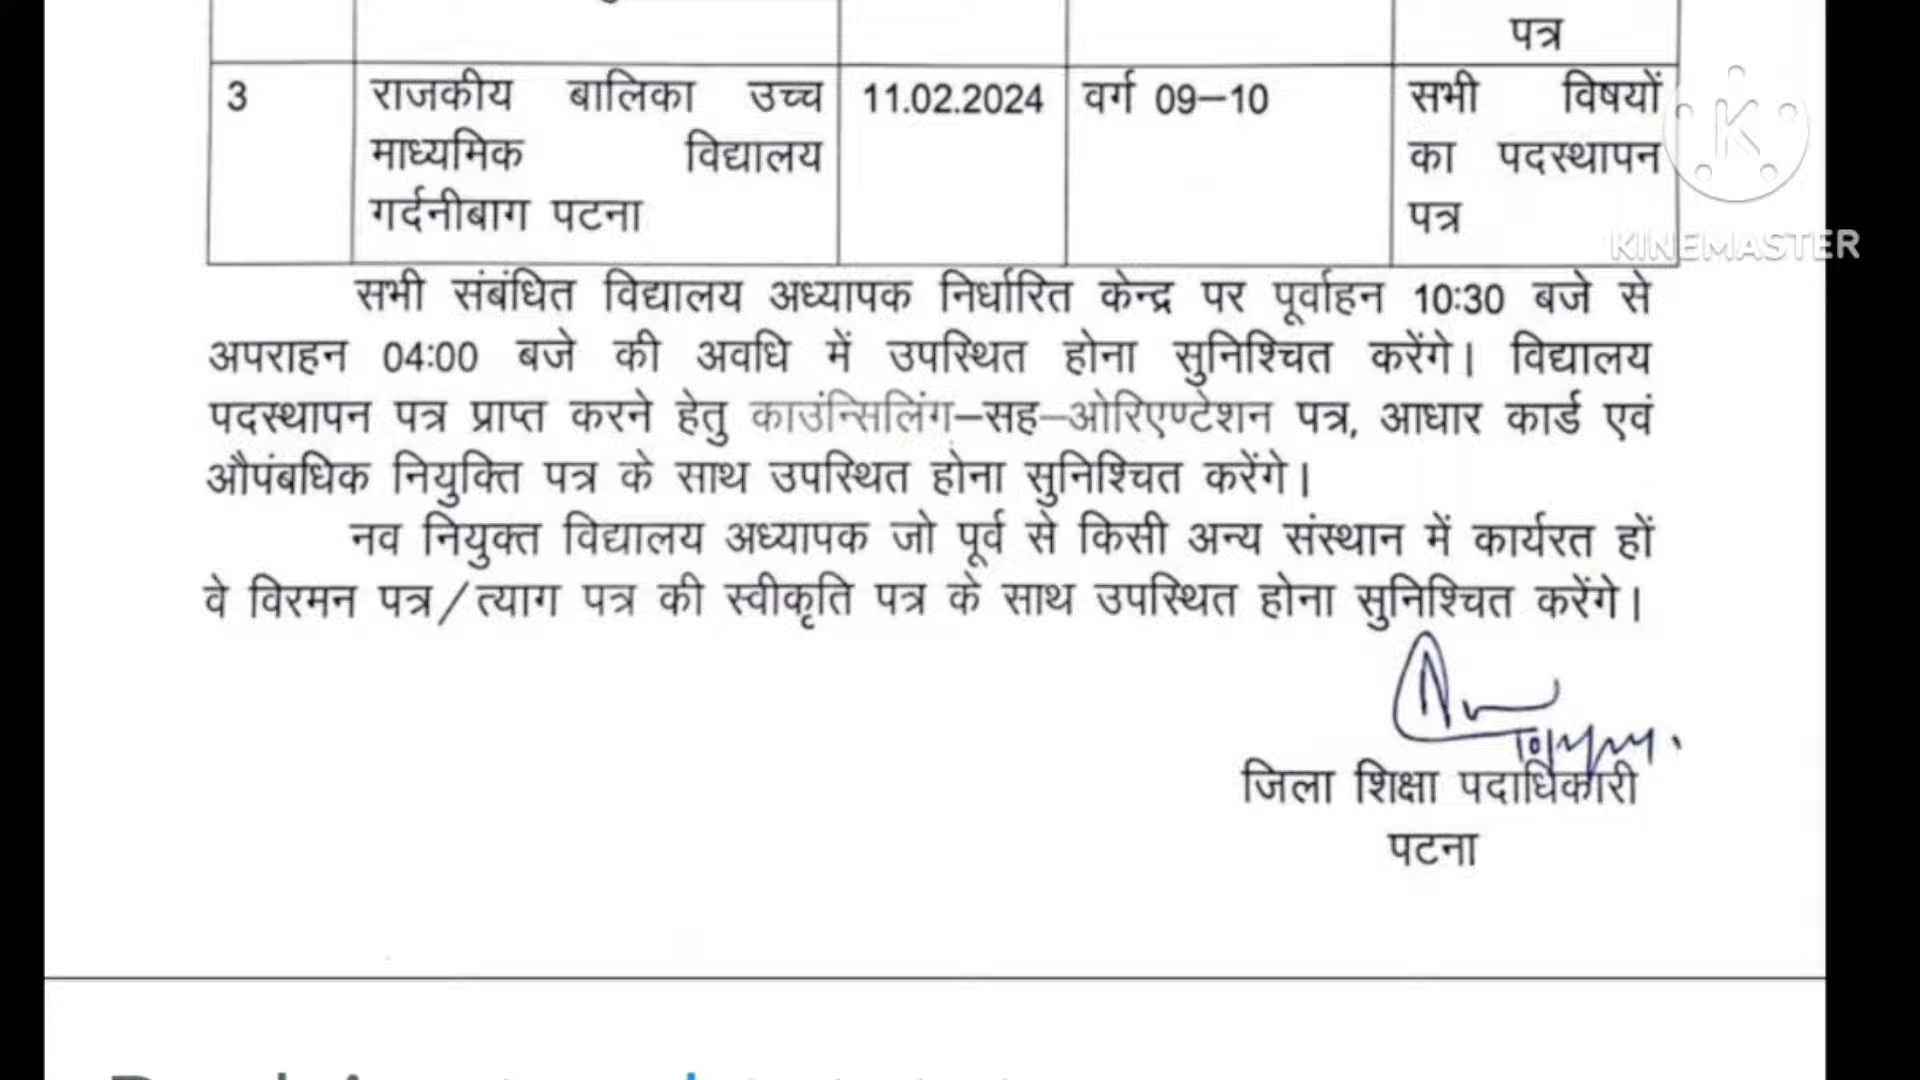 पत्र
3 राजकीय बालिका उच्च 11.02.2024 वर्ग 09–10 सभी विषयों
माध्यमिक विद्यालय का पदस्थापन
गर्दनीबाग पटना पत्र
KINEMASTER
सभी संबंधित विद्यालय अध्यापक निर्धारित केन्द्र पर पूर्वाहन 10:30 बजे से
अपराहन 04:00 बजे की अवधि में उपस्थित होना सुनिश्चित करेंगे। विद्यालय
पदस्थापन पत्र प्राप्त करने हेतु काउंन्सिलिंग–सह–ओरिएण्टेशन पत्र, आधार कार्ड एवं
औपंबधिक नियुक्ति पत्र के साथ उपस्थित होना सुनिश्चित करेंगे।
नव नियुक्त विद्यालय अध्यापक जो पूर्व से किसी अन्य संस्थान में कार्यरत हों
वे विरमन पत्र/त्याग पत्र की स्वीकृति पत्र के साथ उपस्थित होना सुनिश्चित करेंगे।
जिला शिक्षा पदाधिकारी
पटना